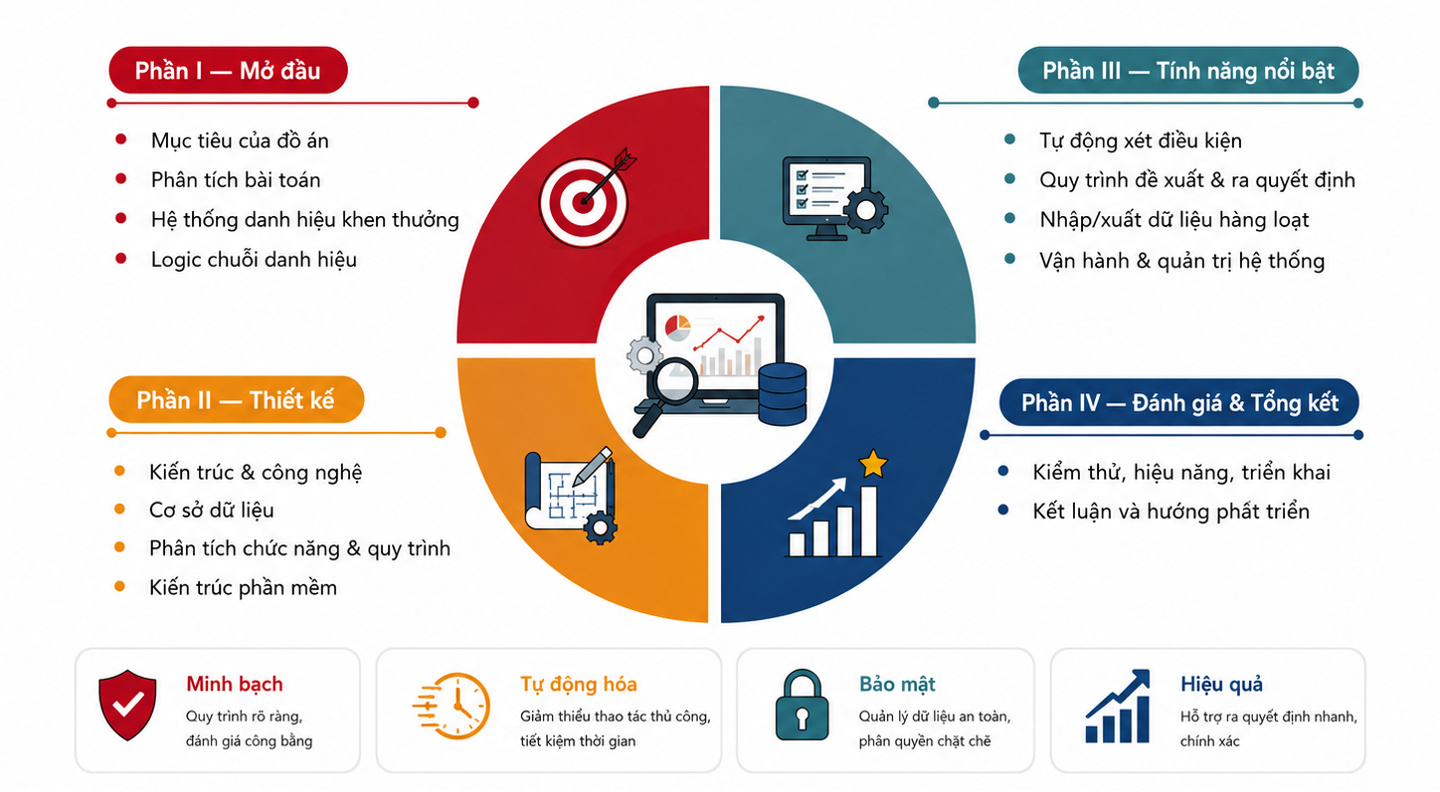 Phần I — Mở đầu
Mục tiêu của đồ án
Phân tích bài toán
Hệ thống danh hiệu khen thưởng
Logic chuỗi danh hiệu
Phần II — Thiết kế
Kiến trúc & công nghệ
Cơ sở dữ liệu
Phân tích chức năng & quy trình
Kiến trúc phần mềm
Phần III — Tính năng nổi bật
Tự động xét điều kiện
Quy trình đề xuất & ra quyết định
Nhập/xuất dữ liệu hàng loạt
Vận hành & quản trị hệ thống
Phần IV — Đánh giá & Tổng kết
Kiểm thử, hiệu năng, triển khai
Kết luận và hướng phất triển
Minh bạch
Quy trình rõ ràng,
đánh giá công bằng
Tự động hóa
Giảm thiểu thao tác thủ công,
tiết kiệm thời gian
Bảo mật
Quản lý dữ liệu an toàn,
phân quyền chặt chẽ
Hiệu quả
Hỗ trợ ra quyết định nhanh,
chính xác